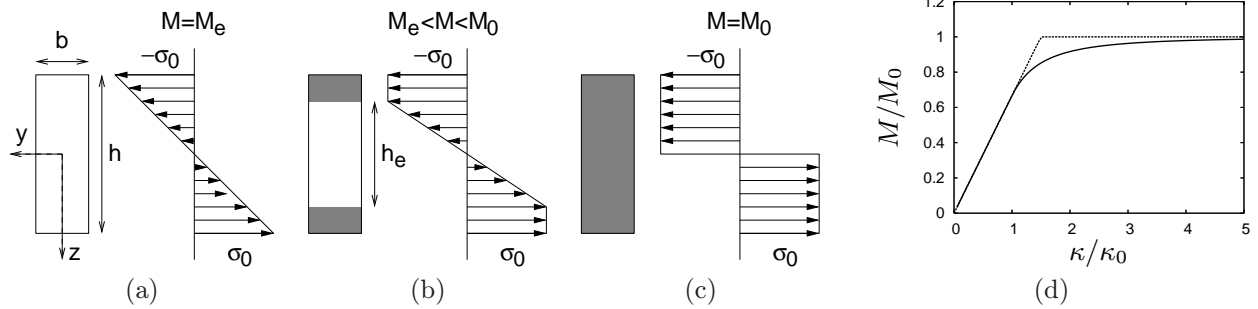 M=Mₑ
b
−σ₀
y
h
z
σ₀
(a)
Mₑ<M<M₀
−σ₀
hₑ
σ₀
(b)
M=M₀
−σ₀
σ₀
(c)
1.2
1
0.8
0.6
0.4
0.2
0
M/M₀
0 1 2 3 4 5
κ/κ₀
(d)